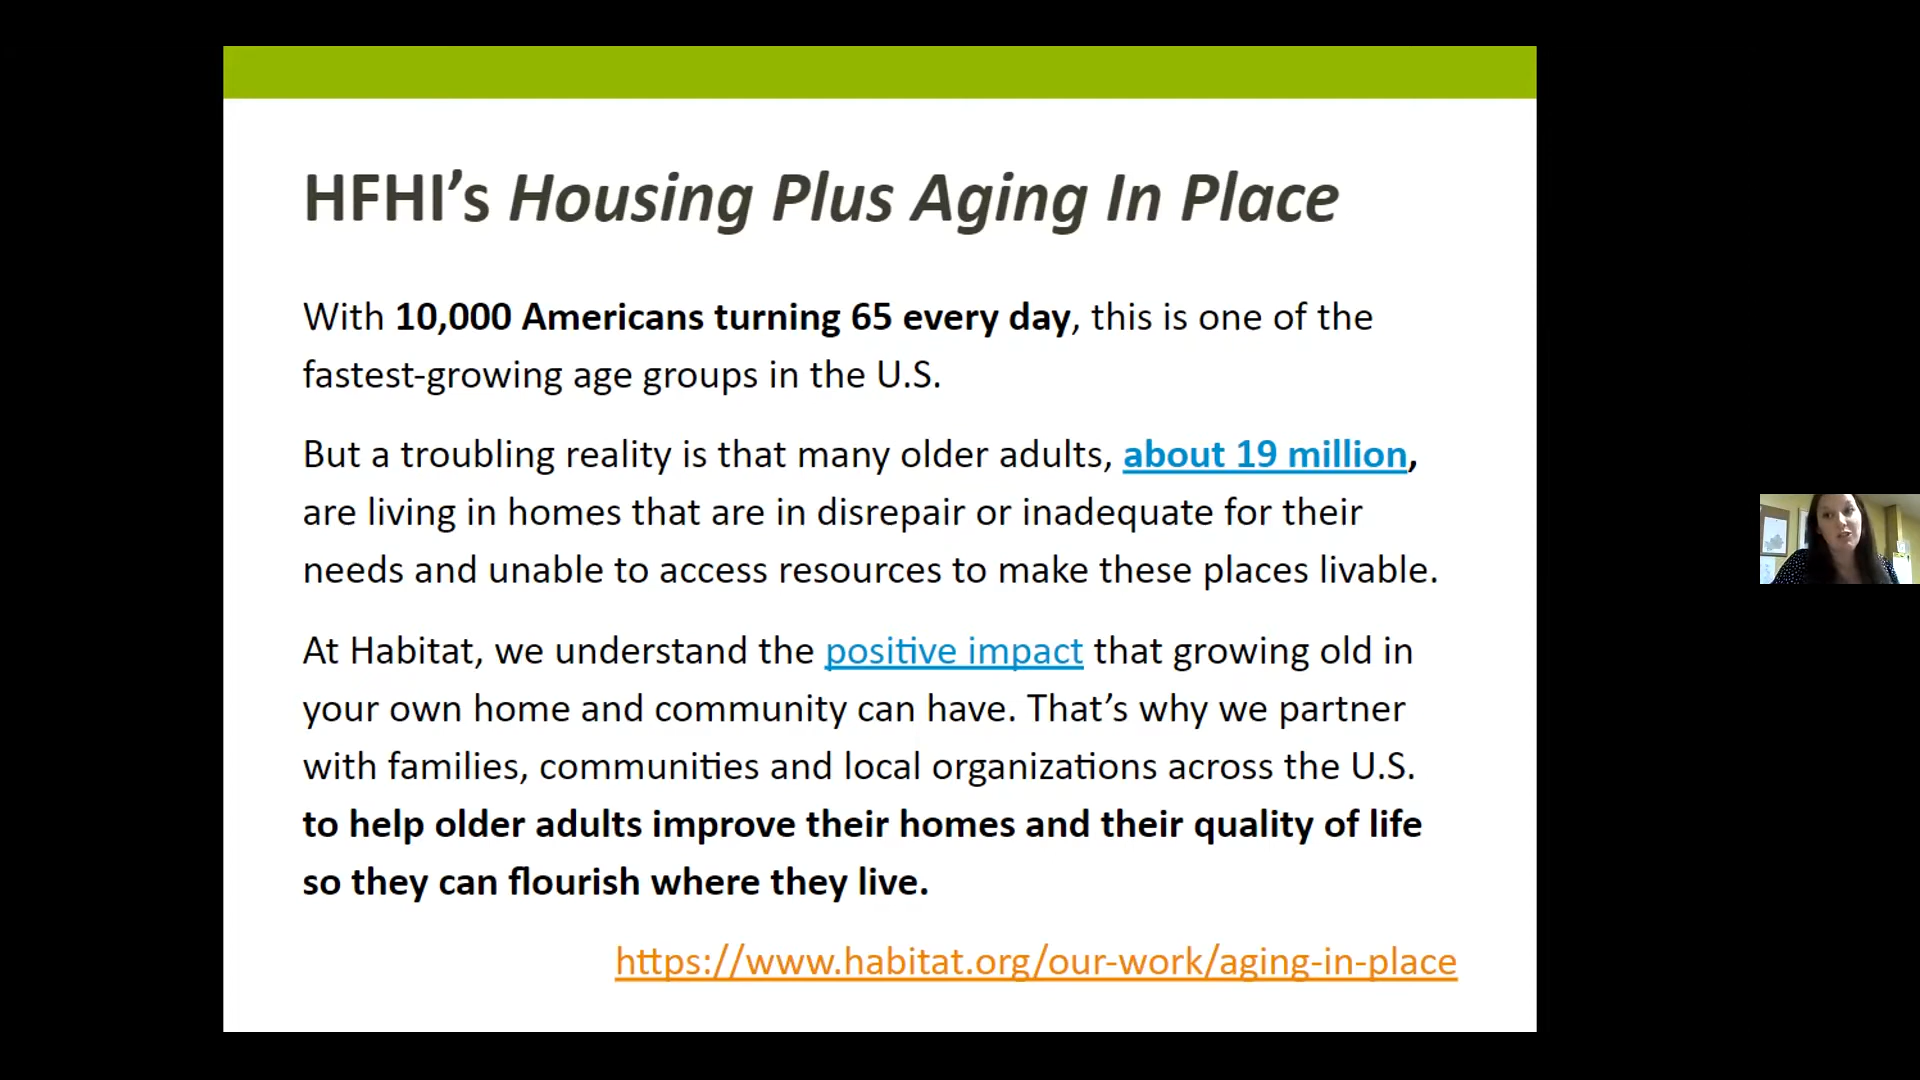 HFHI’s Housing Plus Aging In Place
With 10,000 Americans turning 65 every day, this is one of the
fastest-growing age groups in the U.S.
But a troubling reality is that many older adults, about 19 million,
are living in homes that are in disrepair or inadequate for their
needs and unable to access resources to make these places livable.
At Habitat, we understand the positive impact that growing old in
your own home and community can have. That’s why we partner
with families, communities and local organizations across the U.S.
to help older adults improve their homes and their quality of life
so they can flourish where they live.
https://www.habitat.org/our-work/aging-in-place